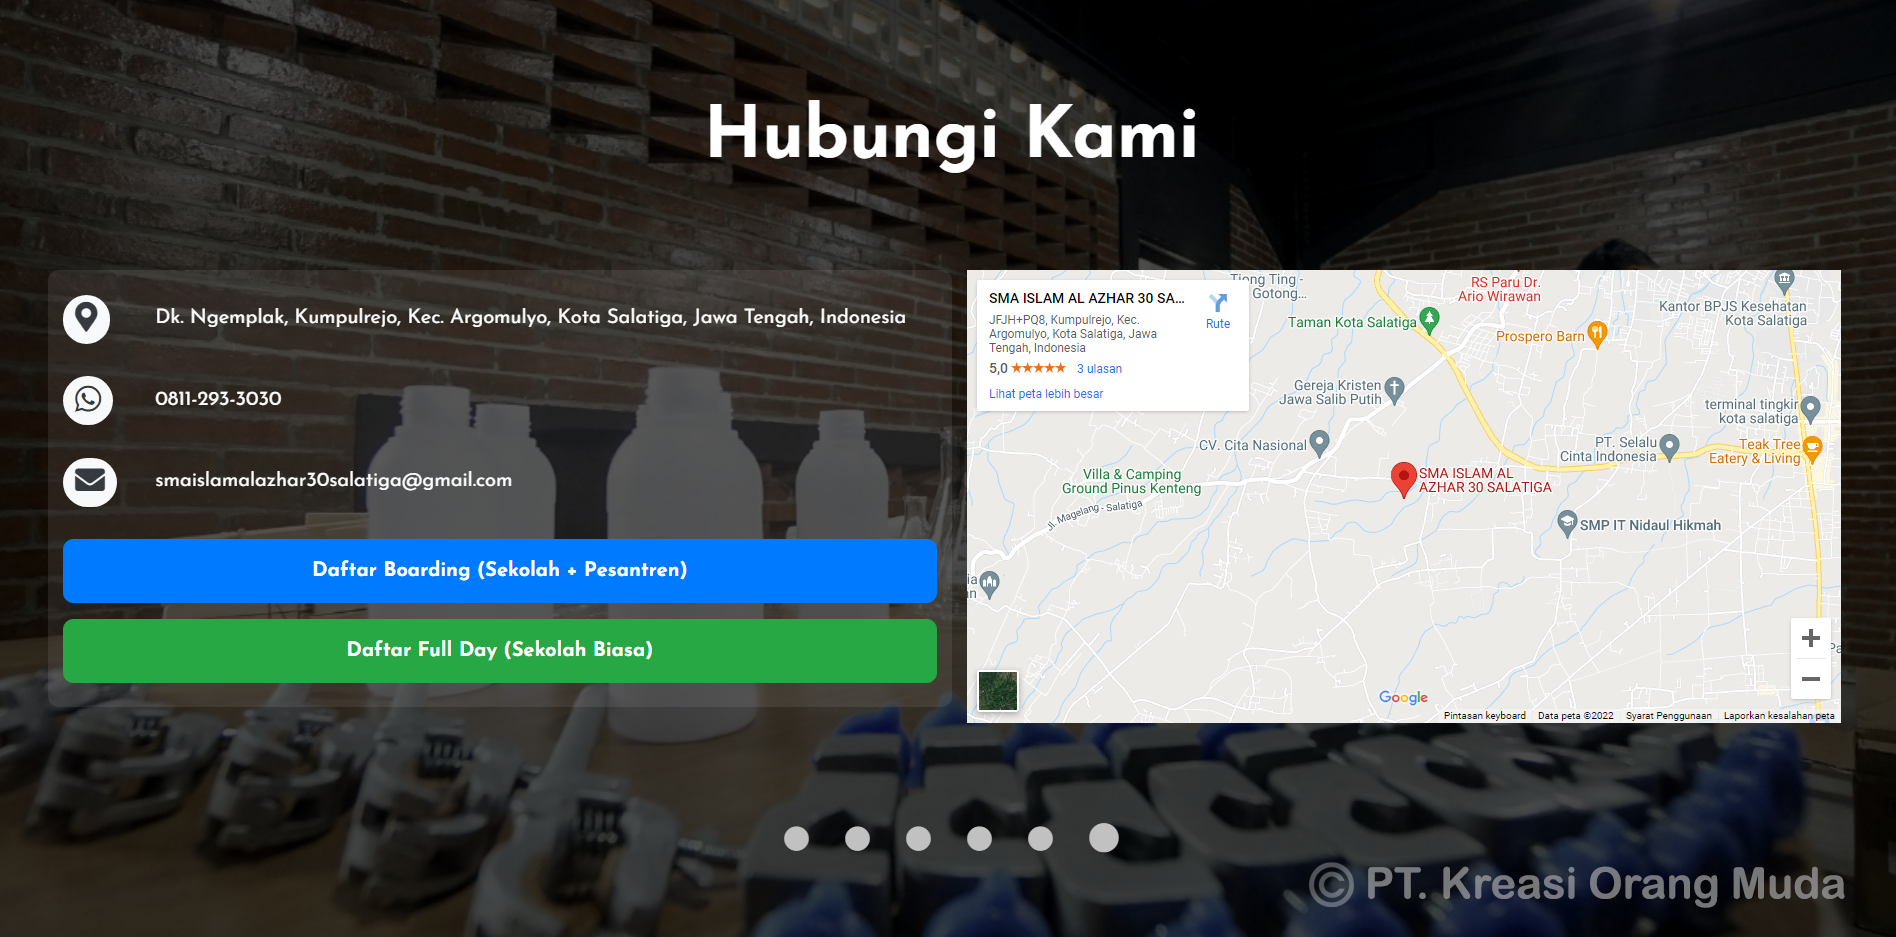 Hubungi Kami
Dk. Ngemplak, Kumpulrejo, Kec. Argomulyo, Kota Salatiga, Jawa Tengah, Indonesia
0811-293-3030
smaislamalazhar30salatiga@gmail.com
Daftar Boarding (Sekolah + Pesantren)
Daftar Full Day (Sekolah Biasa)
SMA ISLAM AL AZHAR 30 SA...
Rute
JFJH+PQ8, Kumpulrejo, Kec.
Argomulyo, Kota Salatiga, Jawa
Tengah, Indonesia
5,0
3 ulasan
Lihat peta lebih besar
Tiong Ting -
Gotong...
RS Paru Dr.
Ario Wirawan
Kantor BPJS Kesehatan
Kota Salatiga
Taman Kota Salatiga
Prospero Barn
Gereja Kristen
Jawa Salib Putih
terminal tingkir
kota salatiga
CV. Cita Nasional
PT. Selalu
Cinta Indonesia
Teak Tree
Eatery & Living
Villa & Camping
Ground Pinus Kenteng
SMA ISLAM AL
AZHAR 30 SALATIGA
Jl. Magelang - Salatiga
SMP IT Nidaul Hikmah
Google
Pintasan keyboard
Data peta ©2022
Syarat Penggunaan
Laporkan kesalahan peta
© PT. Kreasi Orang Muda